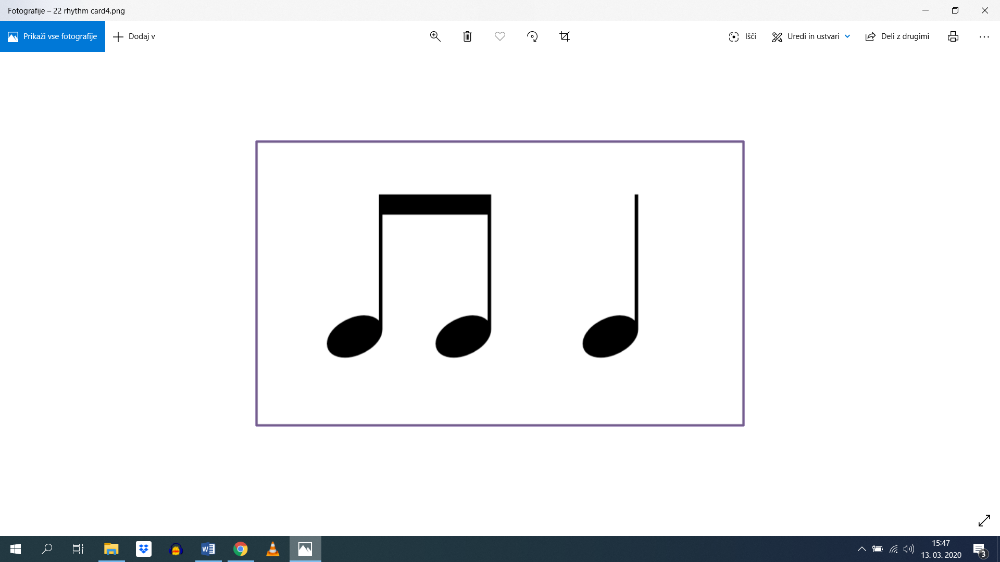 Fotografije – 22 rhythm card4.png
Prikaži vse fotografije
Dodaj v
Išči
Uredi in ustvari
Deli z drugimi
15:47
13. 03. 2020
3